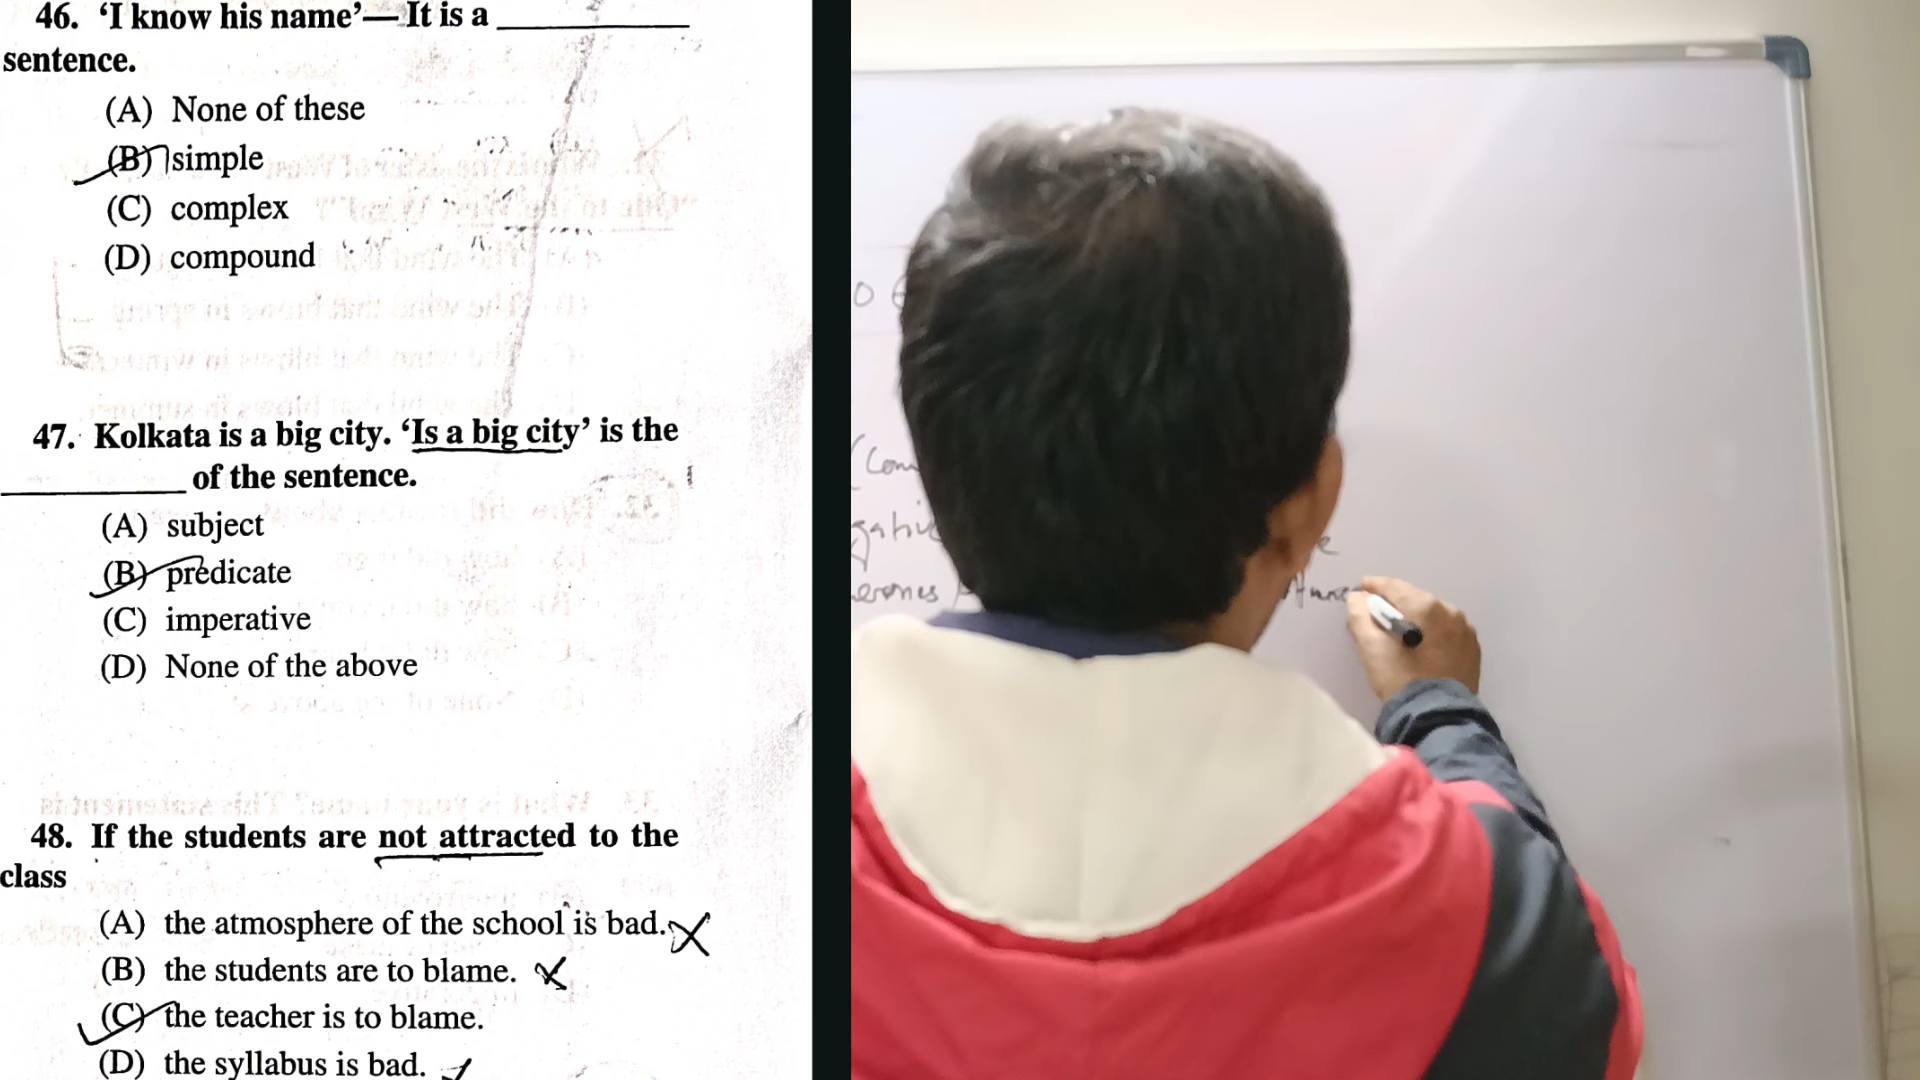 46. ‘I know his name’— It is a ____________
sentence.
(A) None of these
(B) simple
(C) complex
(D) compound
47. Kolkata is a big city. ‘Is a big city’ is the
____________ of the sentence.
(A) subject
(B) predicate
(C) imperative
(D) None of the above
48. If the students are not attracted to the
class
(A) the atmosphere of the school is bad.
(B) the students are to blame.
(C) the teacher is to blame.
(D) the syllabus is bad.